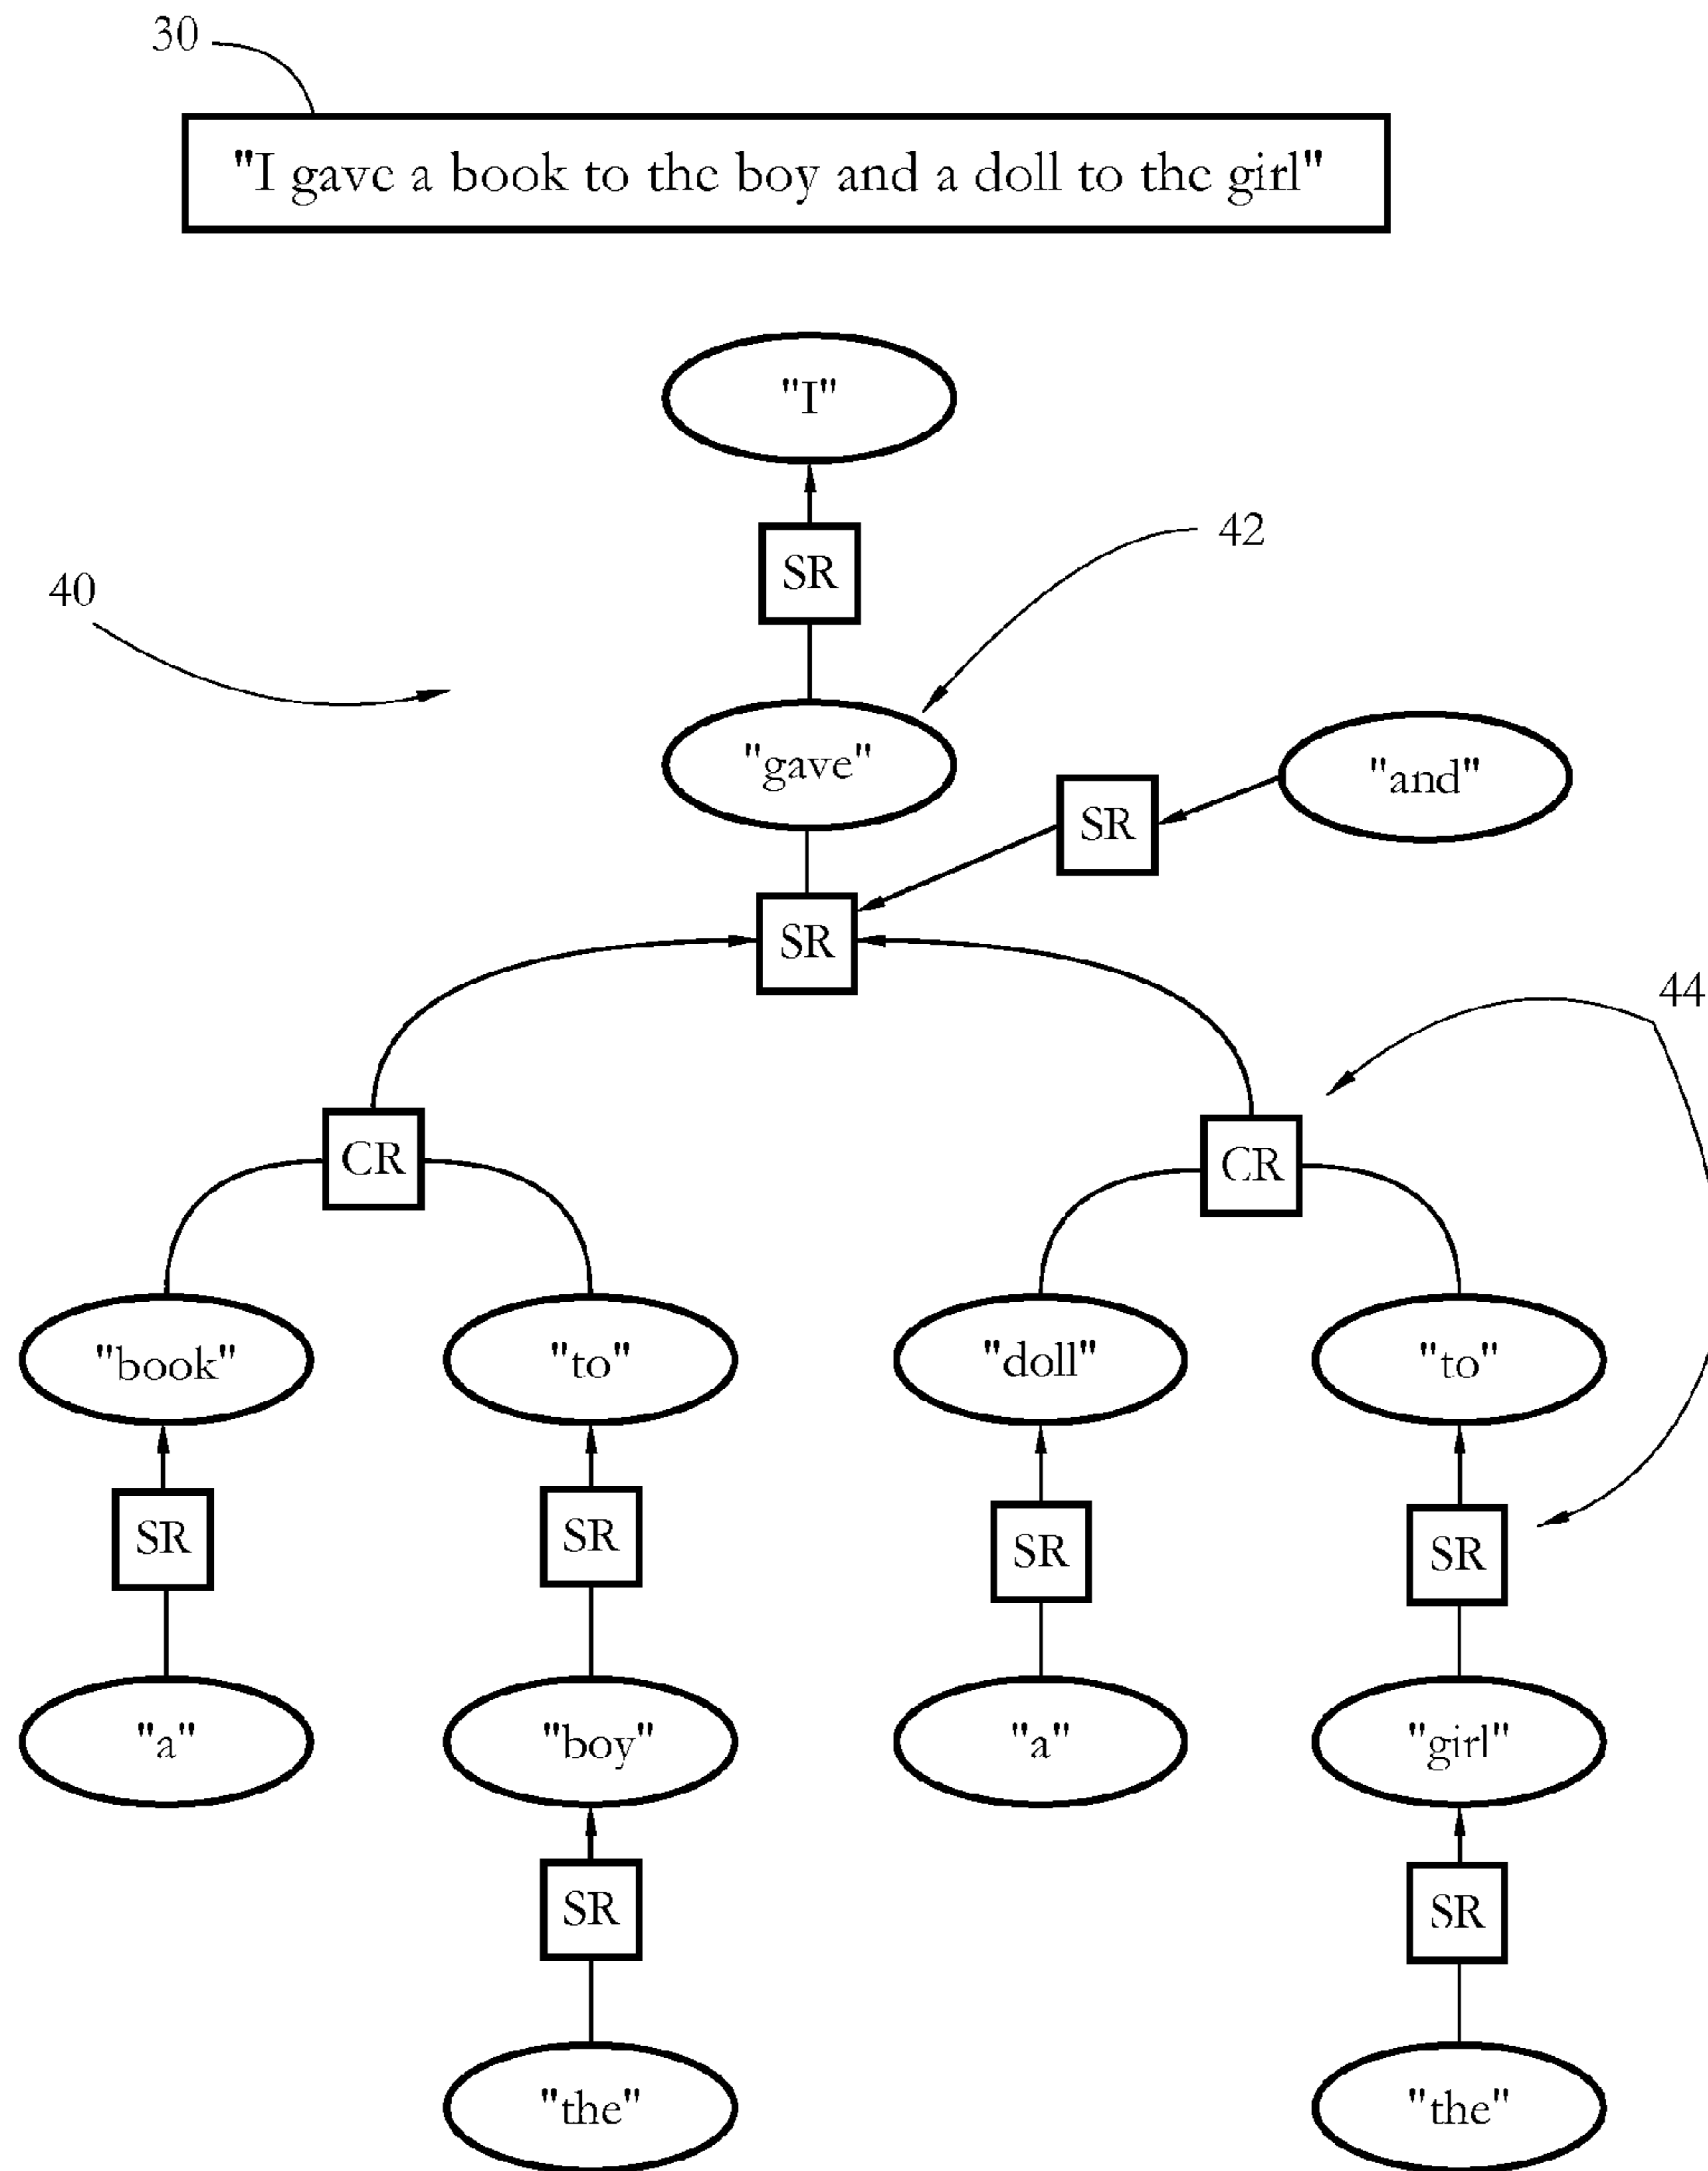 30
"I gave a book to the boy and a doll to the girl"
"I"
SR
42
40
"gave"
"and"
SR
SR
44
CR
CR
"book"
"to"
"doll"
"to"
SR
SR
SR
SR
"a"
"boy"
"a"
"girl"
SR
SR
"the"
"the"